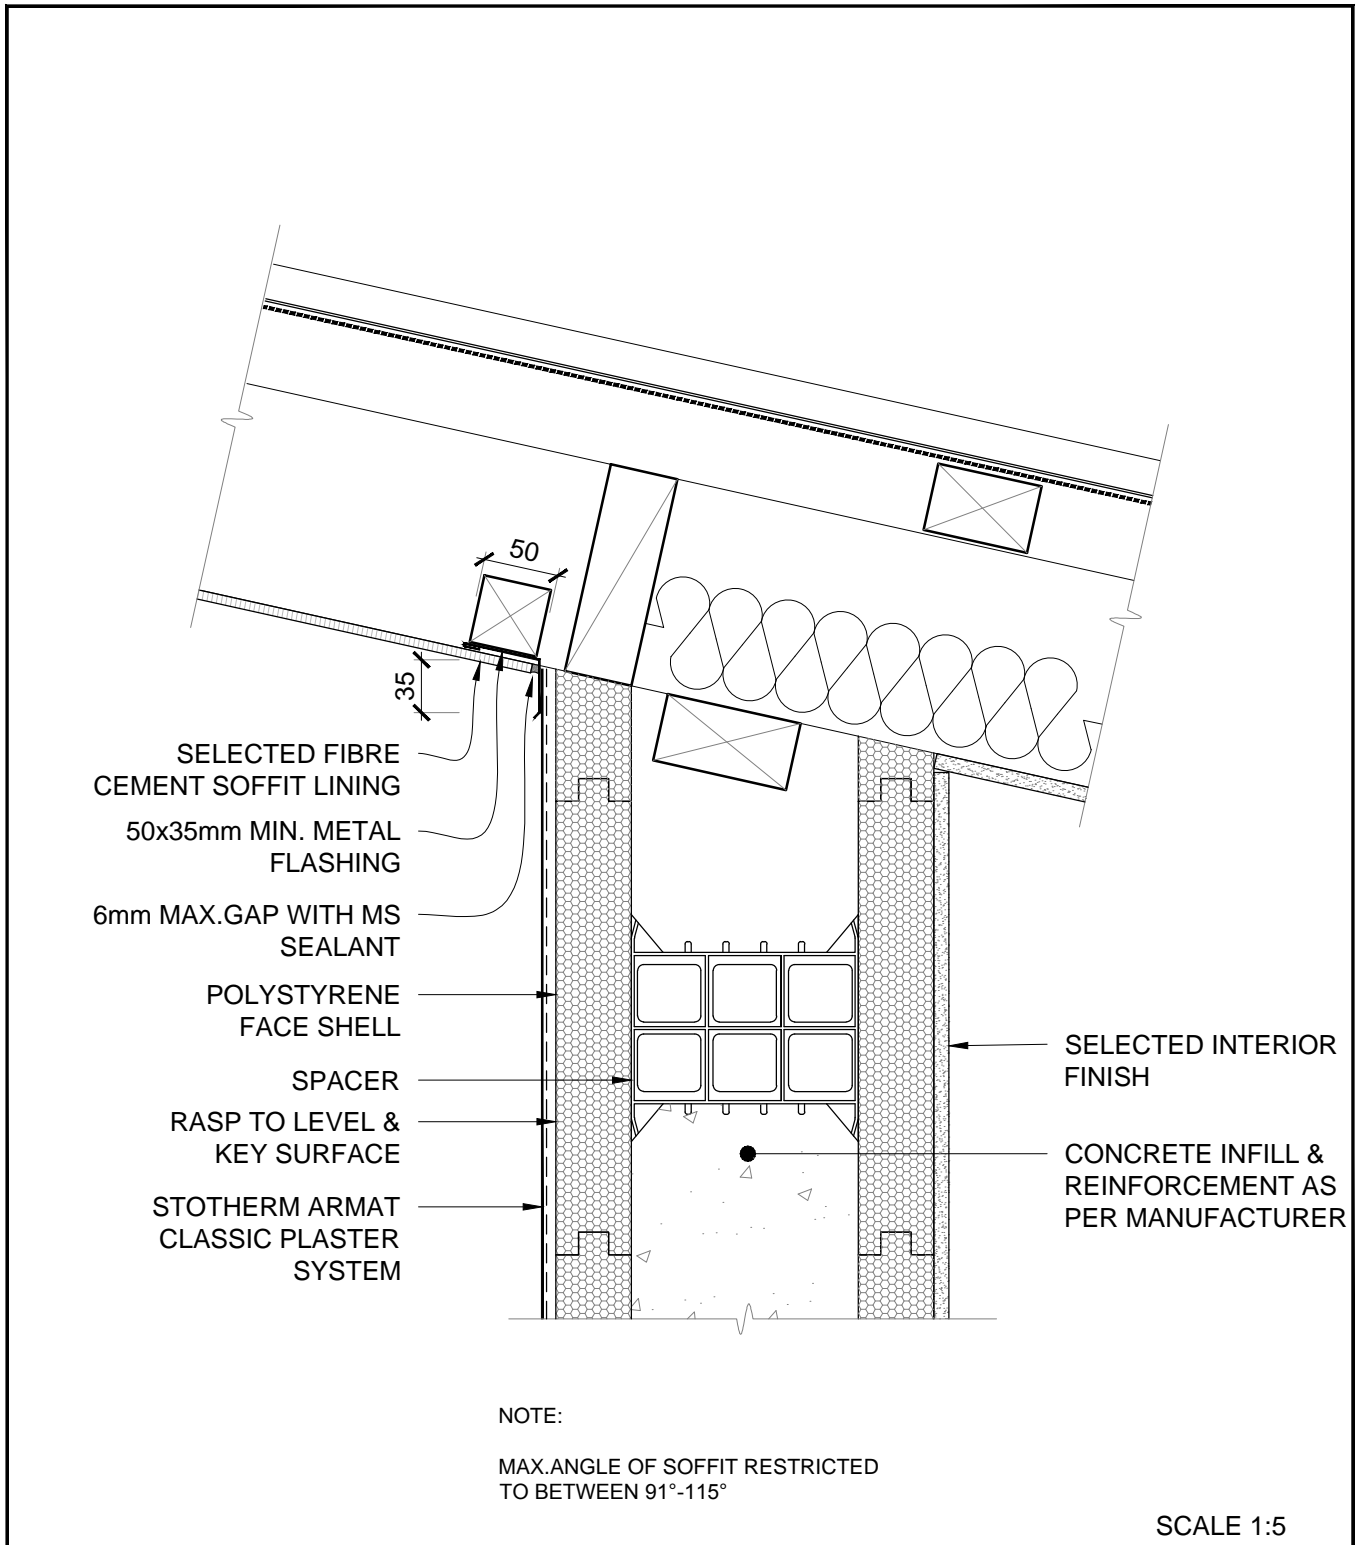 50
35
SELECTED FIBRE
CEMENT SOFFIT LINING
50x35mm MIN. METAL
FLASHING
6mm MAX.GAP WITH MS
SEALANT
POLYSTYRENE
FACE SHELL
SPACER
RASP TO LEVEL &
KEY SURFACE
STOTHERM ARMAT
CLASSIC PLASTER
SYSTEM
SELECTED INTERIOR
FINISH
CONCRETE INFILL &
REINFORCEMENT AS
PER MANUFACTURER
NOTE:
MAX.ANGLE OF SOFFIT RESTRICTED
TO BETWEEN 91°-115°
SCALE 1:5